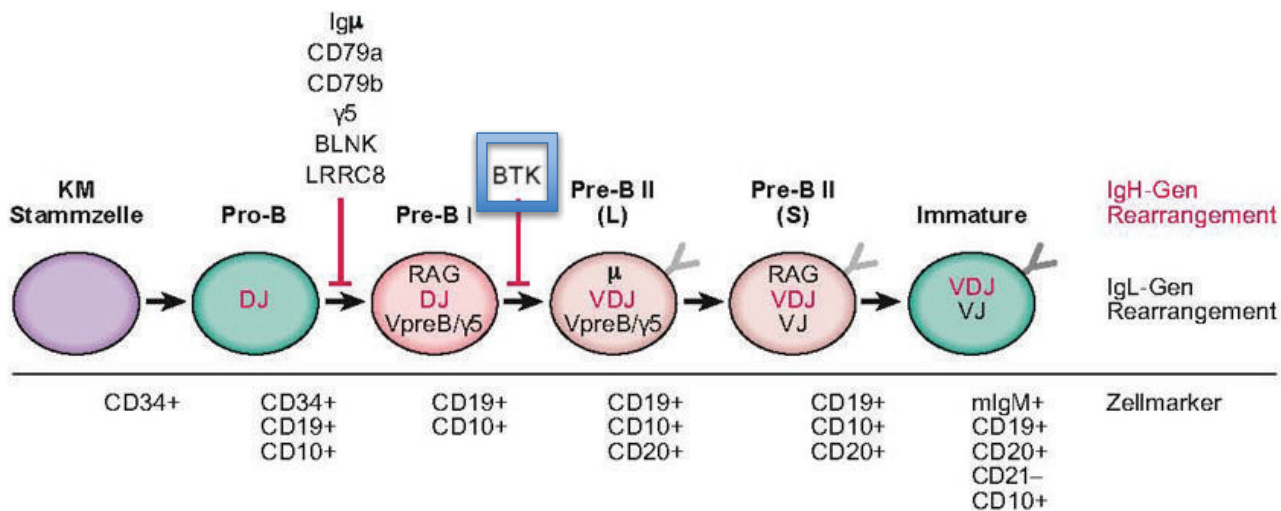 Igμ
CD79a
CD79b
γ5
BLNK
LRRC8
BTK
KM
Stammzelle
Pro-B
Pre-B I
Pre-B II
(L)
Pre-B II
(S)
Immature
IgH-Gen
Rearrangement
DJ
RAG
DJ
VpreB/γ5
μ
VDJ
VpreB/γ5
RAG
VDJ
VJ
VDJ
VJ
IgL-Gen
Rearrangement
CD34+
CD34+
CD19+
CD10+
CD19+
CD10+
CD19+
CD10+
CD20+
CD19+
CD10+
CD20+
mIgM+
CD19+
CD20+
CD21–
CD10+
Zellmarker